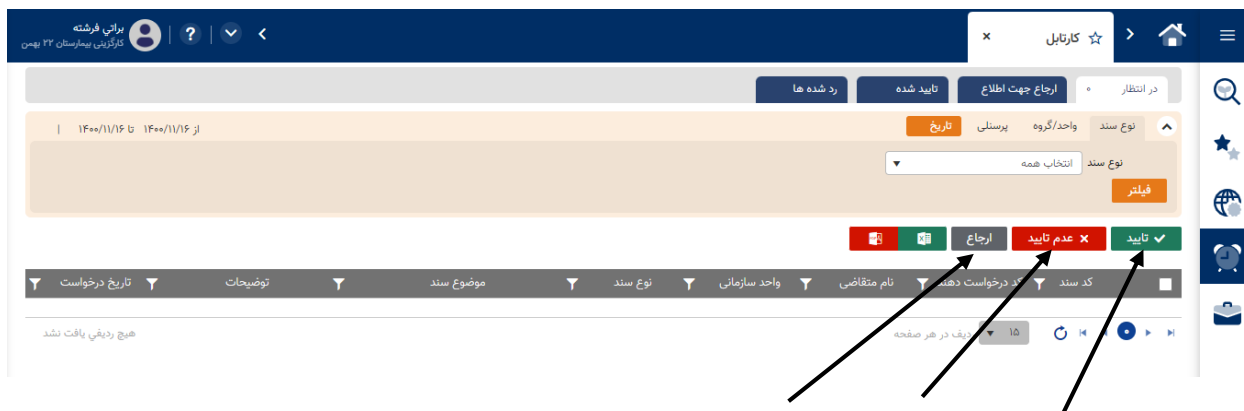 کارتابل ×
براتي فرشته
کارگزینی بیمارستان ۲۲ بهمن
?
در انتظار ۰ ارجاع جهت اطلاع تایید شده رد شده ها
نوع سند واحد/گروه پرسنلی تاریخ از ۱۴۰۰/۱۱/۱۶ تا ۱۴۰۰/۱۱/۱۶ |
نوع سند انتخاب همه
فیلتر
تایید عدم تایید ارجاع
کد سند کد درخواست دهنده نام متقاضی واحد سازمانی نوع سند موضوع سند توضیحات تاریخ درخواست
۱۵ ردیف در هر صفحه هیچ ردیفي یافت نشد